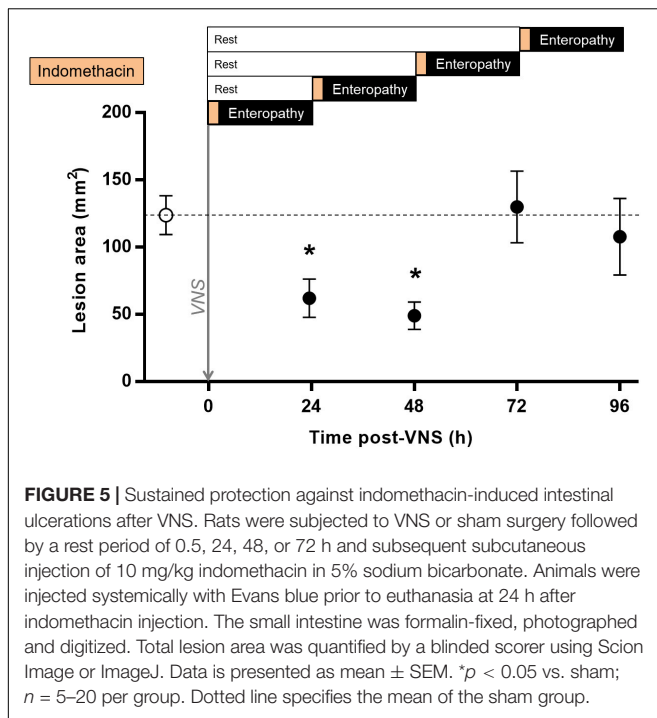 Rest
Enteropathy
Rest
Enteropathy
Indomethacin
Rest
Enteropathy
Enteropathy
200
150
100
50
0
Lesion area (mm²)
VNS
*
*
0 24 48 72 96
Time post-VNS (h)
FIGURE 5 | Sustained protection against indomethacin-induced intestinal
ulcerations after VNS. Rats were subjected to VNS or sham surgery followed
by a rest period of 0.5, 24, 48, or 72 h and subsequent subcutaneous
injection of 10 mg/kg indomethacin in 5% sodium bicarbonate. Animals were
injected systemically with Evans blue prior to euthanasia at 24 h after
indomethacin injection. The small intestine was formalin-fixed, photographed
and digitized. Total lesion area was quantified by a blinded scorer using Scion
Image or ImageJ. Data is presented as mean ± SEM. *p < 0.05 vs. sham;
n = 5–20 per group. Dotted line specifies the mean of the sham group.